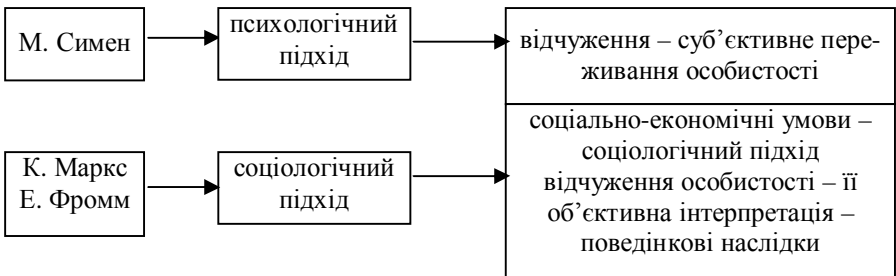 М. Симен
психологічний
підхід
відчуження – суб’єктивне пере-
живання особистості
К. Маркс
Е. Фромм
соціологічний
підхід
соціально-економічні умови –
соціологічний підхід
відчуження особистості – її
об’єктивна інтерпретація –
поведінкові наслідки